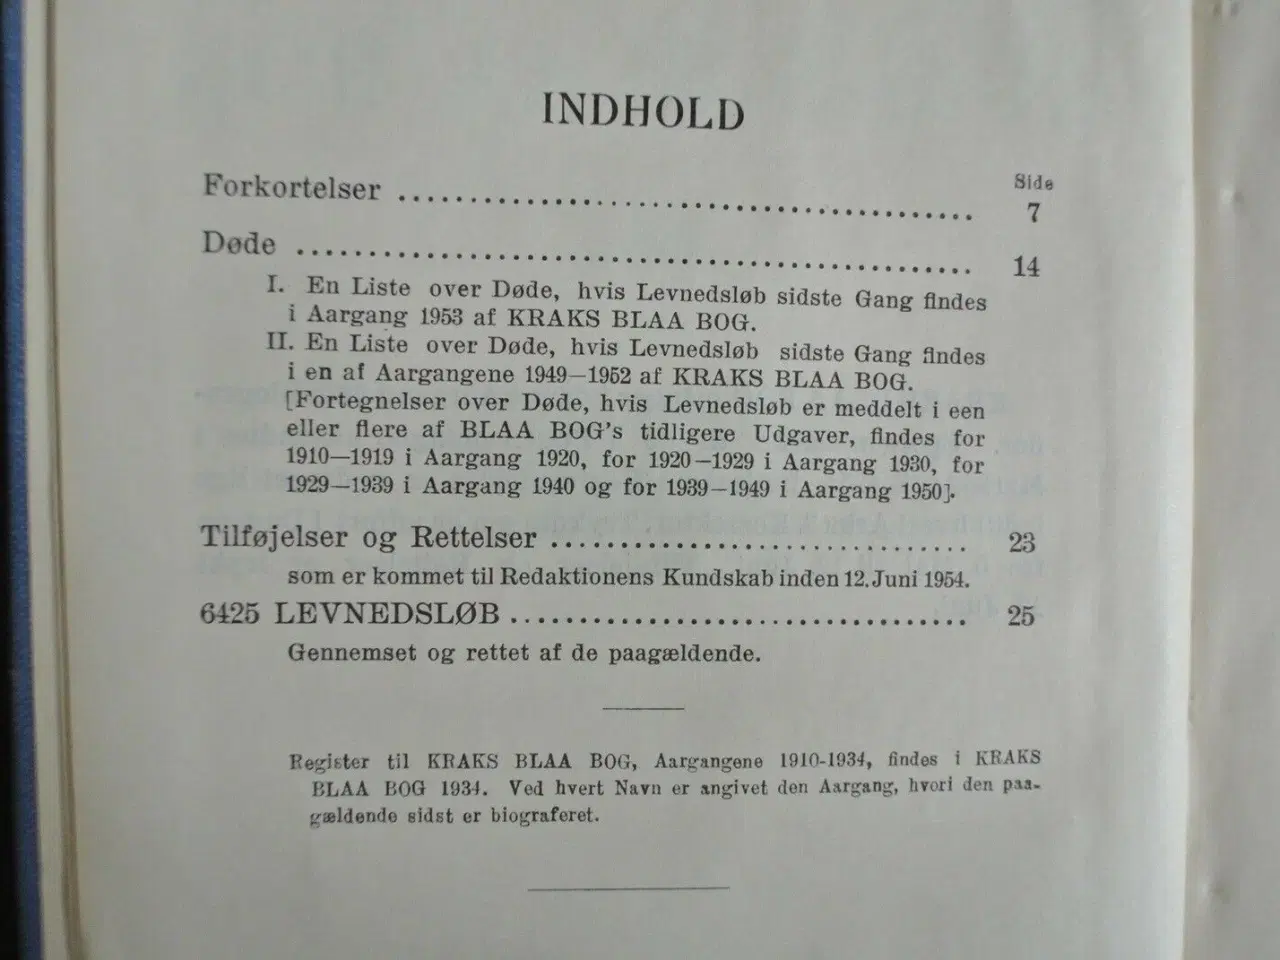 INDHOLD
Side
Forkortelser ................................................ 7
Døde ................................................ 14
I. En Liste over Døde, hvis Levnedsløb sidste Gang findes
i Aargang 1953 af KRAKS BLAA BOG.
II. En Liste over Døde, hvis Levnedsløb sidste Gang findes
i en af Aargangene 1949—1952 af KRAKS BLAA BOG.
[Fortegnelser over Døde, hvis Levnedsløb er meddelt i een
eller flere af BLAA BOG's tidligere Udgaver, findes for
1910—1919 i Aargang 1920, for 1920—1929 i Aargang 1930, for
1929—1939 i Aargang 1940 og for 1939—1949 i Aargang 1950].
Tilføjelser og Rettelser ................................ 23
som er kommet til Redaktionens Kundskab inden 12. Juni 1954.
6425 LEVNEDSLØB ................................ 25
Gennemset og rettet af de paagældende.
Register til KRAKS BLAA BOG, Aargangene 1910-1934, findes i KRAKS
BLAA BOG 1934. Ved hvert Navn er angivet den Aargang, hvori den paa-
gældende sidst er biograferet.